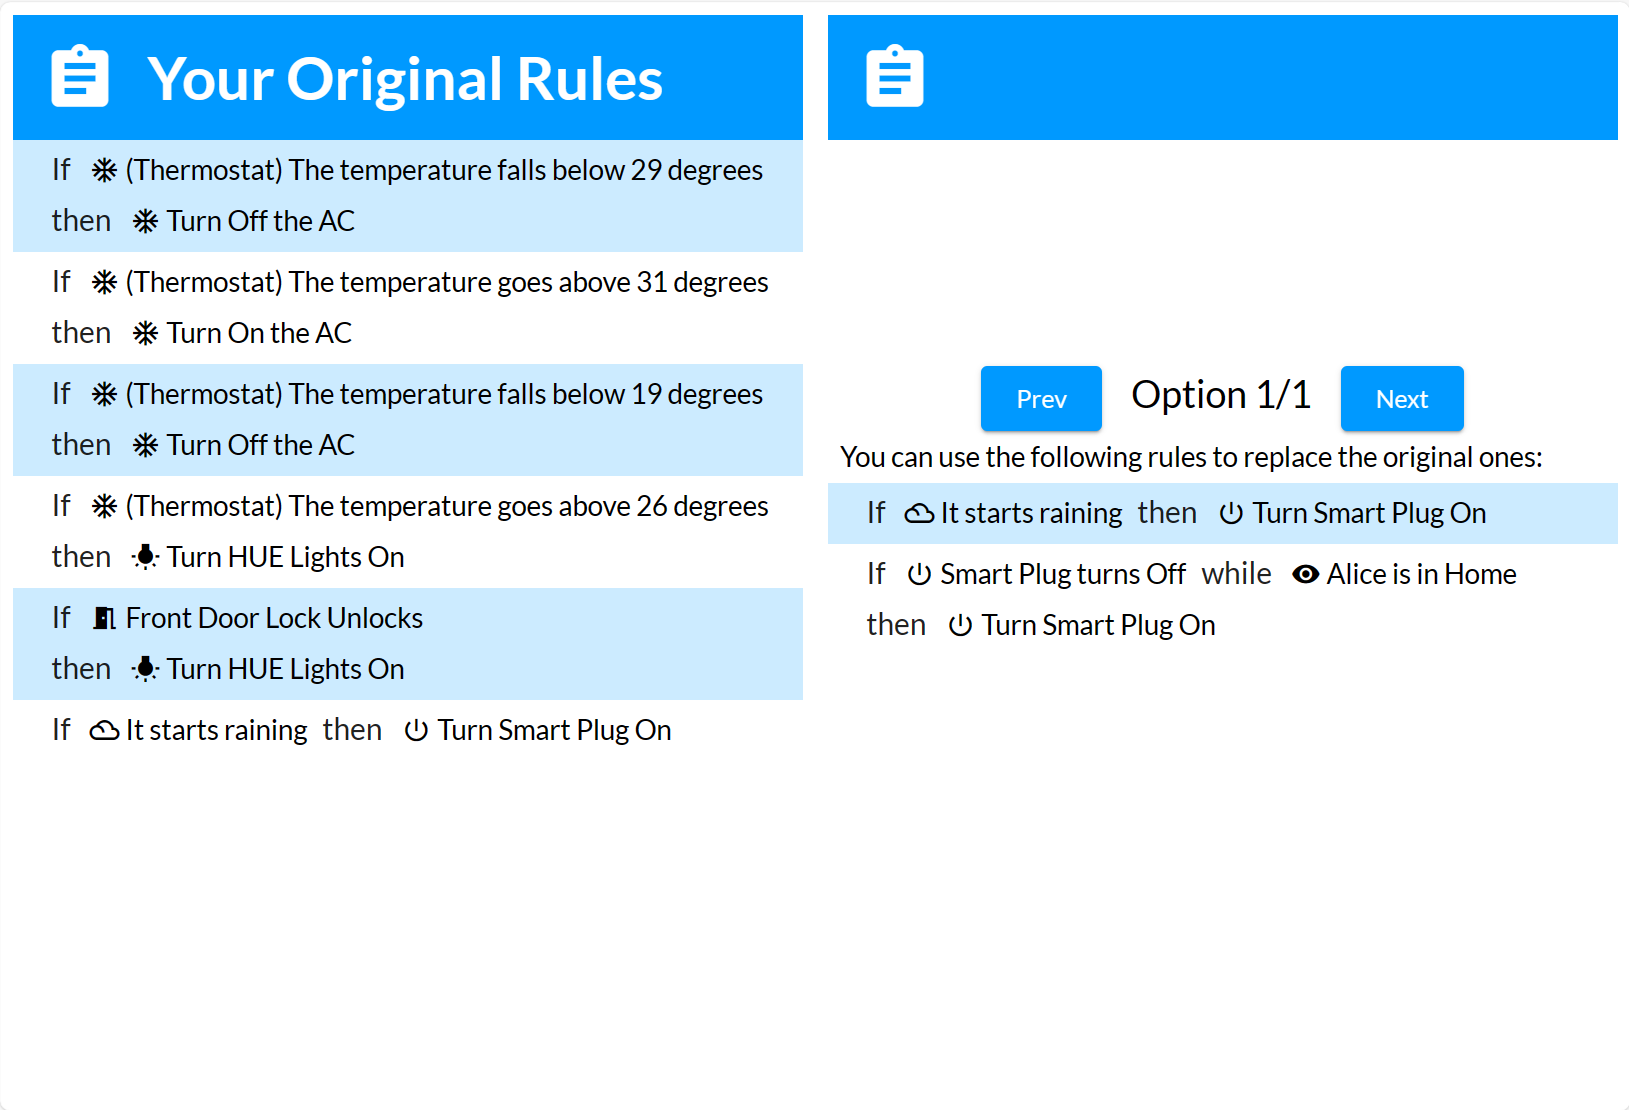 Your Original Rules
If (Thermostat) The temperature falls below 29 degrees
then Turn Off the AC
If (Thermostat) The temperature goes above 31 degrees
then Turn On the AC
If (Thermostat) The temperature falls below 19 degrees
then Turn Off the AC
If (Thermostat) The temperature goes above 26 degrees
then Turn HUE Lights On
If Front Door Lock Unlocks
then Turn HUE Lights On
If It starts raining then Turn Smart Plug On
Prev Option 1/1 Next
You can use the following rules to replace the original ones:
If It starts raining then Turn Smart Plug On
If Smart Plug turns Off while Alice is in Home
then Turn Smart Plug On